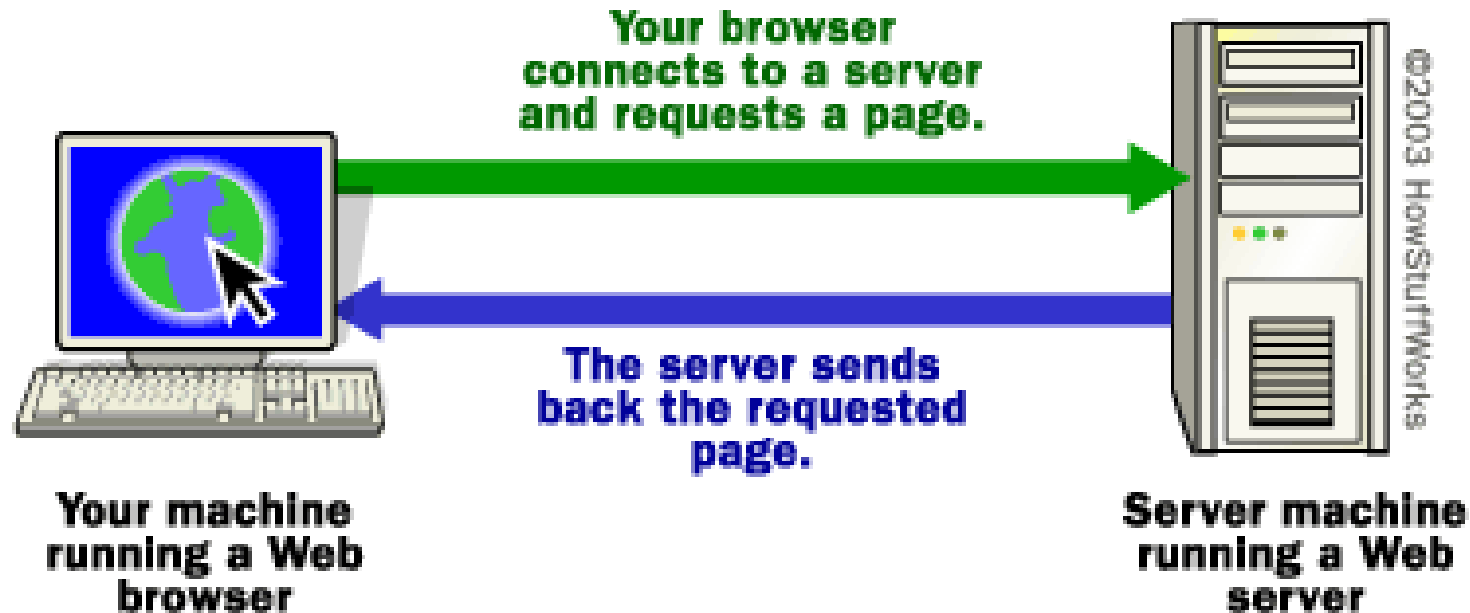 Your browser
connects to a server
and requests a page.
The server sends
back the requested
page.
Your machine
running a Web
browser
Server machine
running a Web
server
©2003 HowStuffWorks